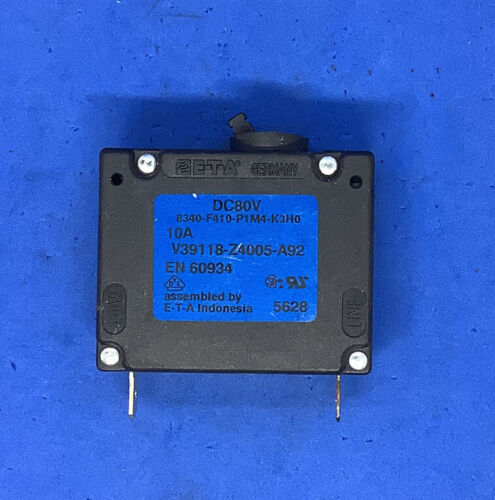 E-T-A GERMANY
DC80V
8340-F410-P1M4-K3H0
10A
V39118-Z4005-A92
EN 60934
assembled by
E-T-A Indonesia 5628
LINE